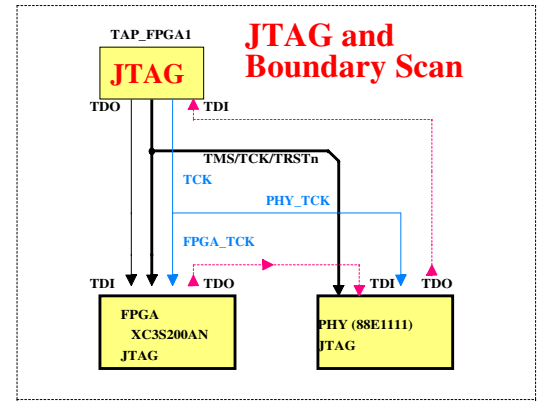 TAP_FPGA1
JTAG and
Boundary Scan
JTAG
TDO
TDI
TMS/TCK/TRSTn
TCK
PHY_TCK
FPGA_TCK
TDI
TDO
TDI
TDO
FPGA
XC3S200AN
JTAG
PHY (88E1111)
JTAG